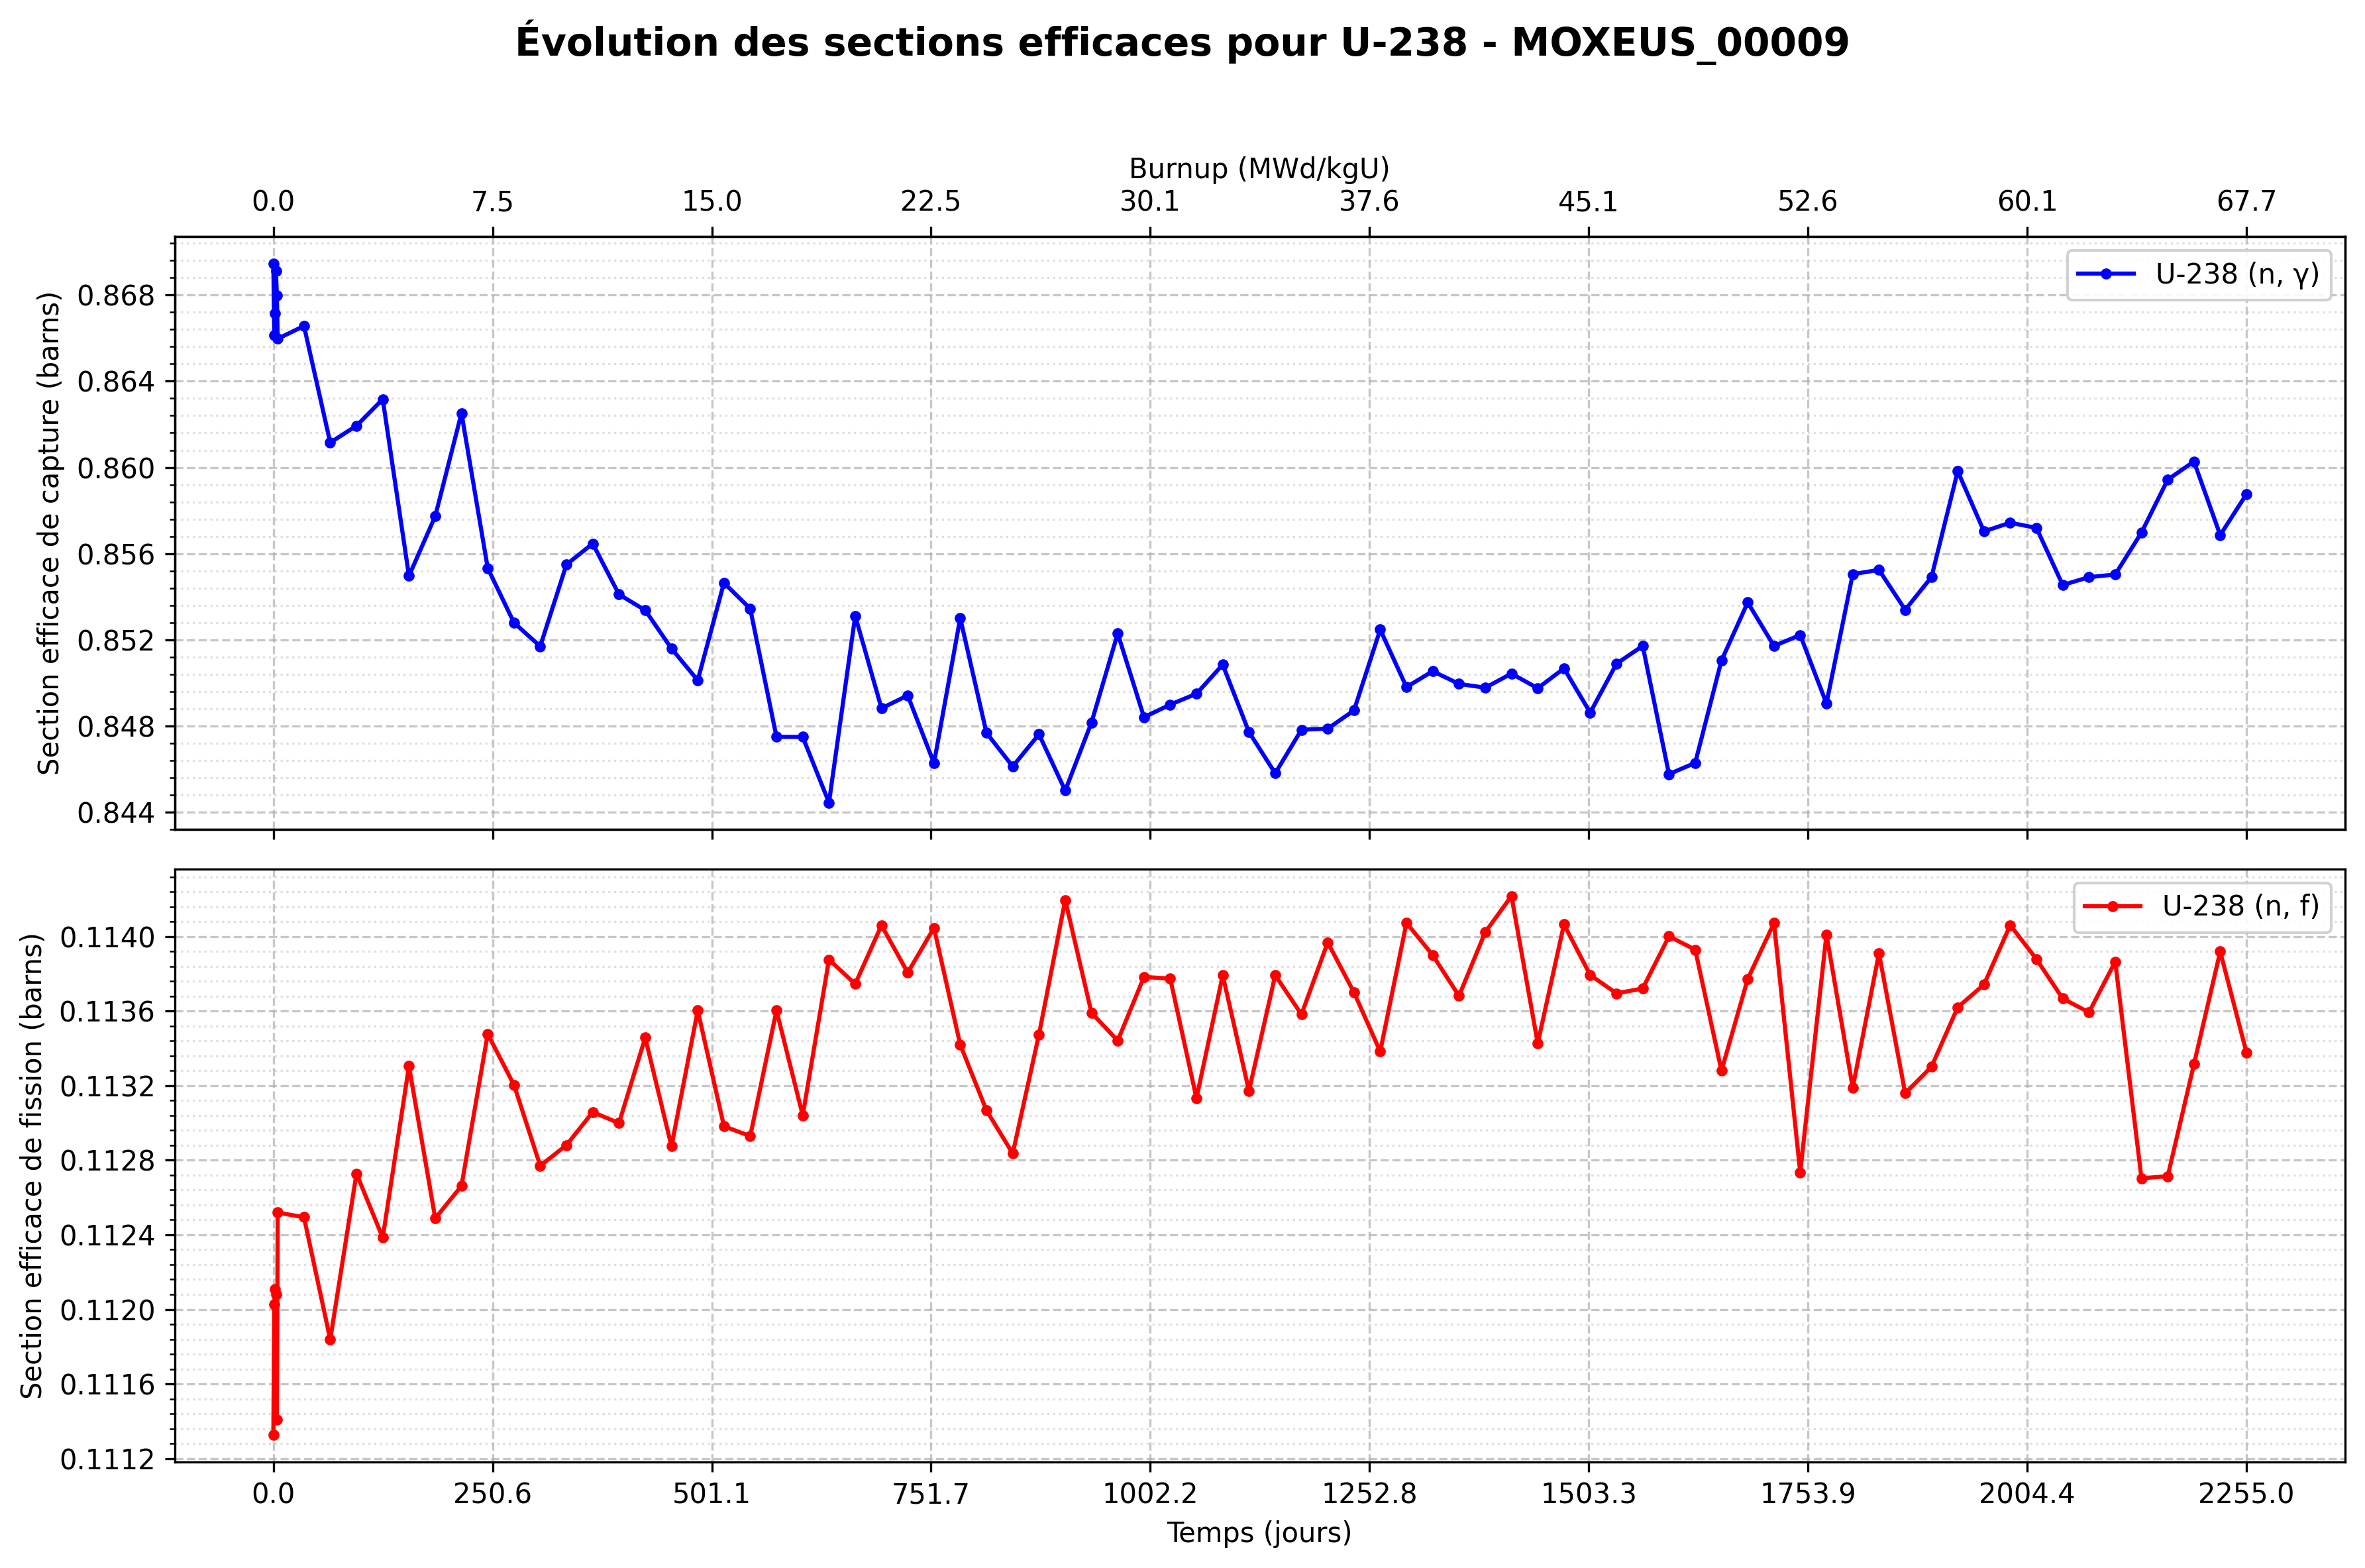 Évolution des sections efficaces pour U-238 - MOXEUS_00009
Burnup (MWd/kgU)
0.0 7.5 15.0 22.5 30.1 37.6 45.1 52.6 60.1 67.7
U-238 (n, γ)
Section efficace de capture (barns)
0.868
0.864
0.860
0.856
0.852
0.848
0.844
U-238 (n, f)
Section efficace de fission (barns)
0.1140
0.1136
0.1132
0.1128
0.1124
0.1120
0.1116
0.1112
0.0 250.6 501.1 751.7 1002.2 1252.8 1503.3 1753.9 2004.4 2255.0
Temps (jours)